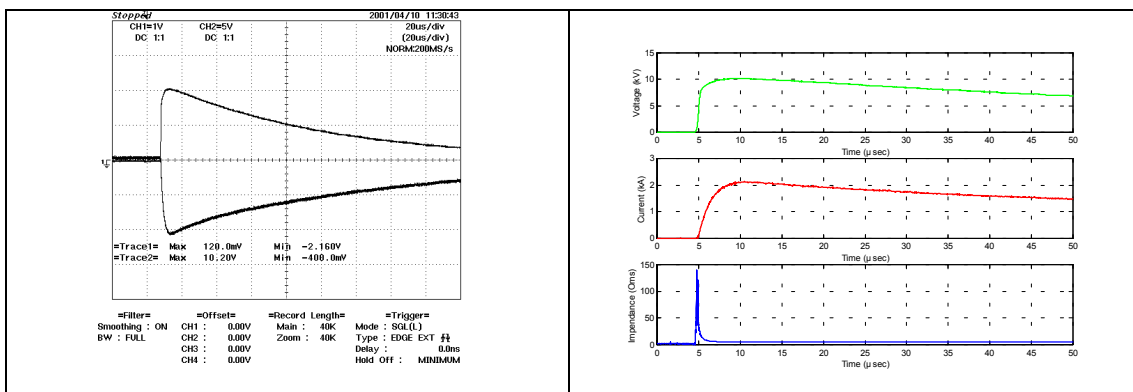 Stopped 2001/04/10 11:30:43
CH1=1V CH2=5V 20us/div
DC 1:1 DC 1:1 (20us/div)
NORM:200MS/s
=Trace1= Max 120.0mV Min -2.160V
=Trace2= Max 10.20V Min -400.0mV
=Filter= =Offset= =Record Length= =Trigger=
Smoothing : ON CH1 : 0.00V Main : 40K Mode : SGL(L)
BW : FULL CH2 : 0.00V Zoom : 40K Type : EDGE EXT
CH3 : 0.00V Delay : 0.0ns
CH4 : 0.00V Hold Off : MINIMUM
15
10
5
0
Voltage (kV)
0 5 10 15 20 25 30 35 40 45 50
Time (µsec)
3
2
1
0
Current (kA)
0 5 10 15 20 25 30 35 40 45 50
Time (µsec)
150
100
50
0
Impendance (Oms)
0 5 10 15 20 25 30 35 40 45 50
Time (µsec)